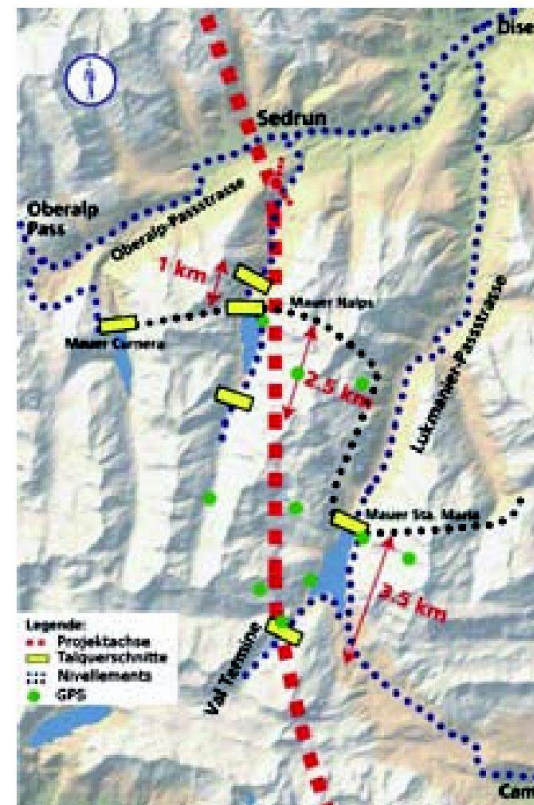 Dise
Sedrun
Oberalp
Pass
Oberalp-Passstrasse
1 km
Mauer Nalps
Mauer Curnera
2.5 km
Lukmanier-Passstrasse
Mauer Sta. Maria
3.5 km
Val Termine
Legende:
Projektachse
Talquerschnitte
Nivellements
GPS
Cam